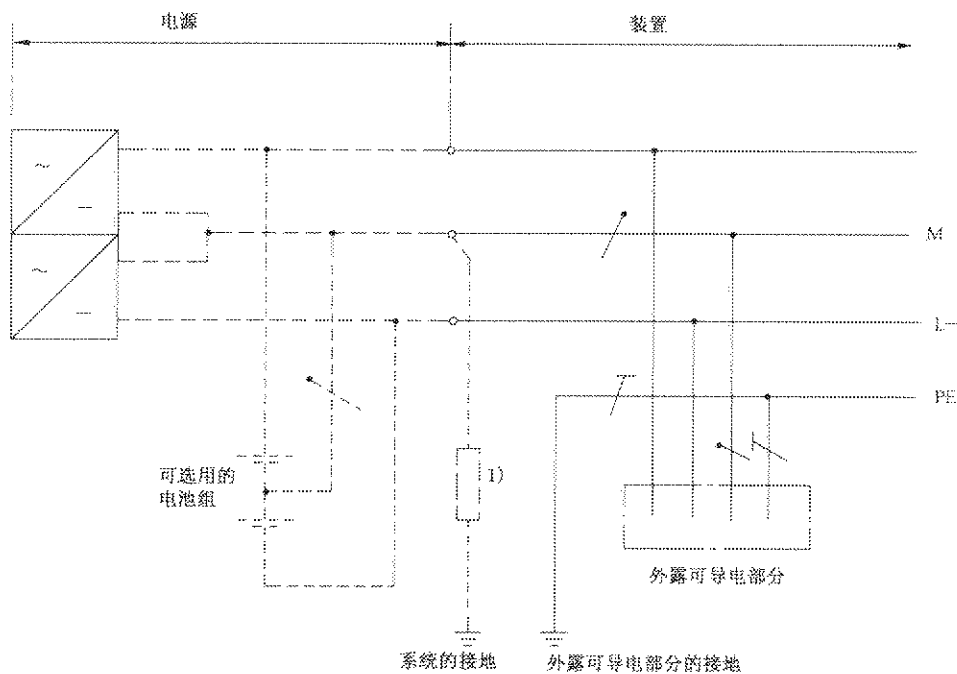 电源
装置
~
—
M
~
—
L—
PE
可选用的
电池组
1)
外露可导电部分
系统的接地
外露可导电部分的接地